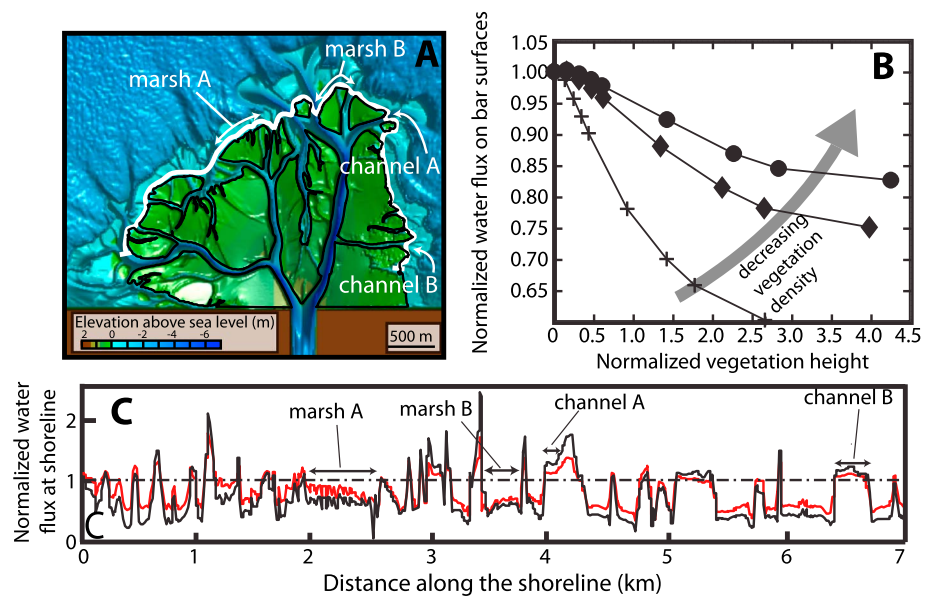 A
marsh B
marsh A
channel A
channel B
Elevation above sea level (m)
2 0 -2 -4 -6
500 m
B
Normalized water flux on bar surfaces
1.05
1.00
0.95
0.90
0.85
0.80
0.75
0.70
0.65
decreasing
vegetation
density
0 0.5 1.0 1.5 2.0 2.5 3.0 3.5 4.0 4.5
Normalized vegetation height
C
Normalized water
flux at shoreline
2
1
0
C
marsh A
marsh B
channel A
channel B
0 1 2 3 4 5 6 7
Distance along the shoreline (km)